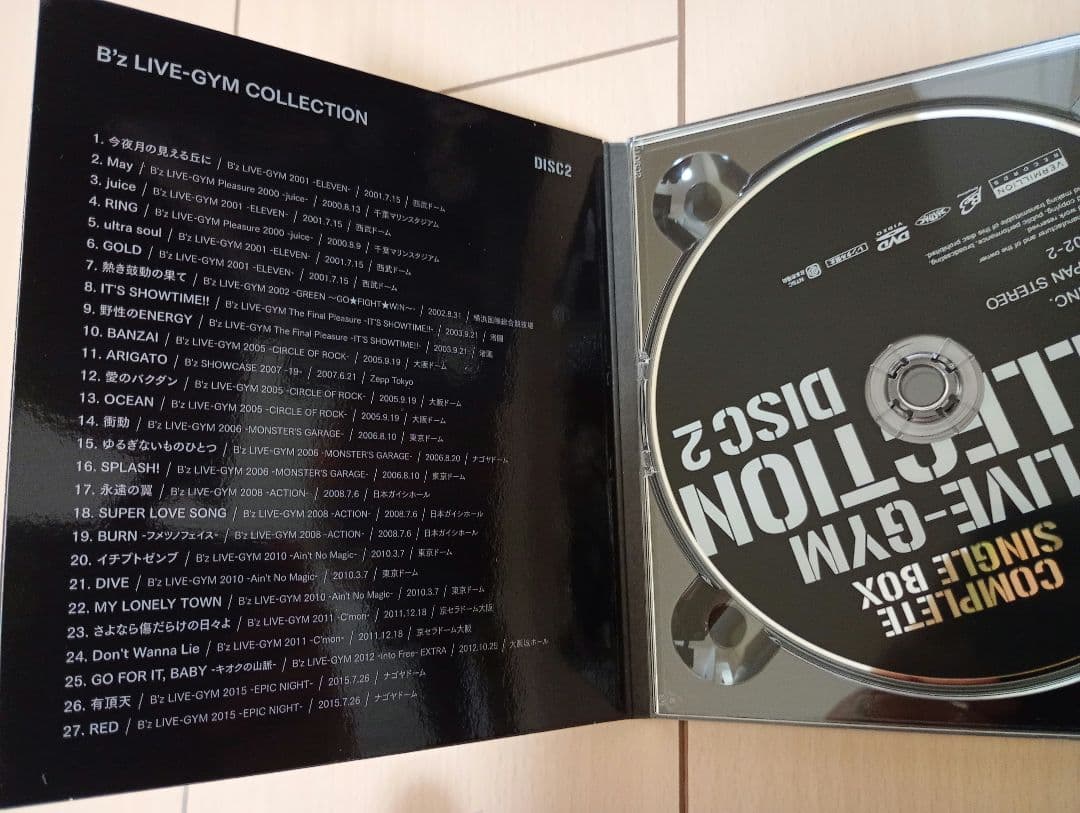 B'z LIVE-GYM COLLECTION
DISC2
1. 今夜月の見える丘に / B'z LIVE-GYM 2001 -ELEVEN- / 2001.7.15 / 西武ドーム
2. May / B'z LIVE-GYM Pleasure 2000 -juice- / 2000.8.13 / 千葉マリンスタジアム
3. juice / B'z LIVE-GYM 2001 -ELEVEN- / 2001.7.15 / 西武ドーム
4. RING / B'z LIVE-GYM Pleasure 2000 -juice- / 2000.8.9 / 千葉マリンスタジアム
5. ultra soul / B'z LIVE-GYM 2001 -ELEVEN- / 2001.7.15 / 西武ドーム
6. GOLD / B'z LIVE-GYM 2001 -ELEVEN- / 2001.7.15 / 西武ドーム
7. 熱き鼓動の果て / B'z LIVE-GYM 2002 -GREEN ～GO★FIGHT★WIN～- / 2002.8.31 / 横浜国際総合競技場
8. IT'S SHOWTIME!! / B'z LIVE-GYM The Final Pleasure -IT'S SHOWTIME!!- / 2003.9.21 / 渚園
9. 野性のENERGY / B'z LIVE-GYM The Final Pleasure -IT'S SHOWTIME!!- / 2003.9.21 / 渚園
10. BANZAI / B'z LIVE-GYM 2005 -CIRCLE OF ROCK- / 2005.9.19 / 大阪ドーム
11. ARIGATO / B'z SHOWCASE 2007 -19- / 2007.6.21 / Zepp Tokyo
12. 愛のバクダン / B'z LIVE-GYM 2005 -CIRCLE OF ROCK- / 2005.9.19 / 大阪ドーム
13. OCEAN / B'z LIVE-GYM 2005 -CIRCLE OF ROCK- / 2005.9.19 / 大阪ドーム
14. 衝動 / B'z LIVE-GYM 2006 -MONSTER'S GARAGE- / 2006.8.10 / 東京ドーム
15. ゆるぎないものひとつ / B'z LIVE-GYM 2006 -MONSTER'S GARAGE- / 2006.8.20 / ナゴヤドーム
16. SPLASH! / B'z LIVE-GYM 2006 -MONSTER'S GARAGE- / 2006.8.10 / 東京ドーム
17. 永遠の翼 / B'z LIVE-GYM 2008 -ACTION- / 2008.7.6 / 日本ガイシホール
18. SUPER LOVE SONG / B'z LIVE-GYM 2008 -ACTION- / 2008.7.6 / 日本ガイシホール
19. BURN -フメツノフェイス- / B'z LIVE-GYM 2008 -ACTION- / 2008.7.6 / 日本ガイシホール
20. イチブトゼンブ / B'z LIVE-GYM 2010 -Ain't No Magic- / 2010.3.7 / 東京ドーム
21. DIVE / B'z LIVE-GYM 2010 -Ain't No Magic- / 2010.3.7 / 東京ドーム
22. MY LONELY TOWN / B'z LIVE-GYM 2010 -Ain't No Magic- / 2010.3.7 / 東京ドーム
23. さよなら傷だらけの日々よ / B'z LIVE-GYM 2011 -C'mon- / 2011.12.18 / 京セラドーム大阪
24. Don't Wanna Lie / B'z LIVE-GYM 2011 -C'mon- / 2011.12.18 / 京セラドーム大阪
25. GO FOR IT, BABY -キオクの山脈- / B'z LIVE-GYM 2012 -Into Free- EXTRA / 2012.10.25 / 大阪城ホール
26. 有頂天 / B'z LIVE-GYM 2015 -EPIC NIGHT- / 2015.7.26 / ナゴヤドーム
27. RED / B'z LIVE-GYM 2015 -EPIC NIGHT- / 2015.7.26 / ナゴヤドーム
COMPLETE
SINGLE BOX
LIVE-GYM
LLECTION
DISC 2
INC.
PAN STEREO
02-2
DVD
VIDEO
VERMILLION
RECORDS